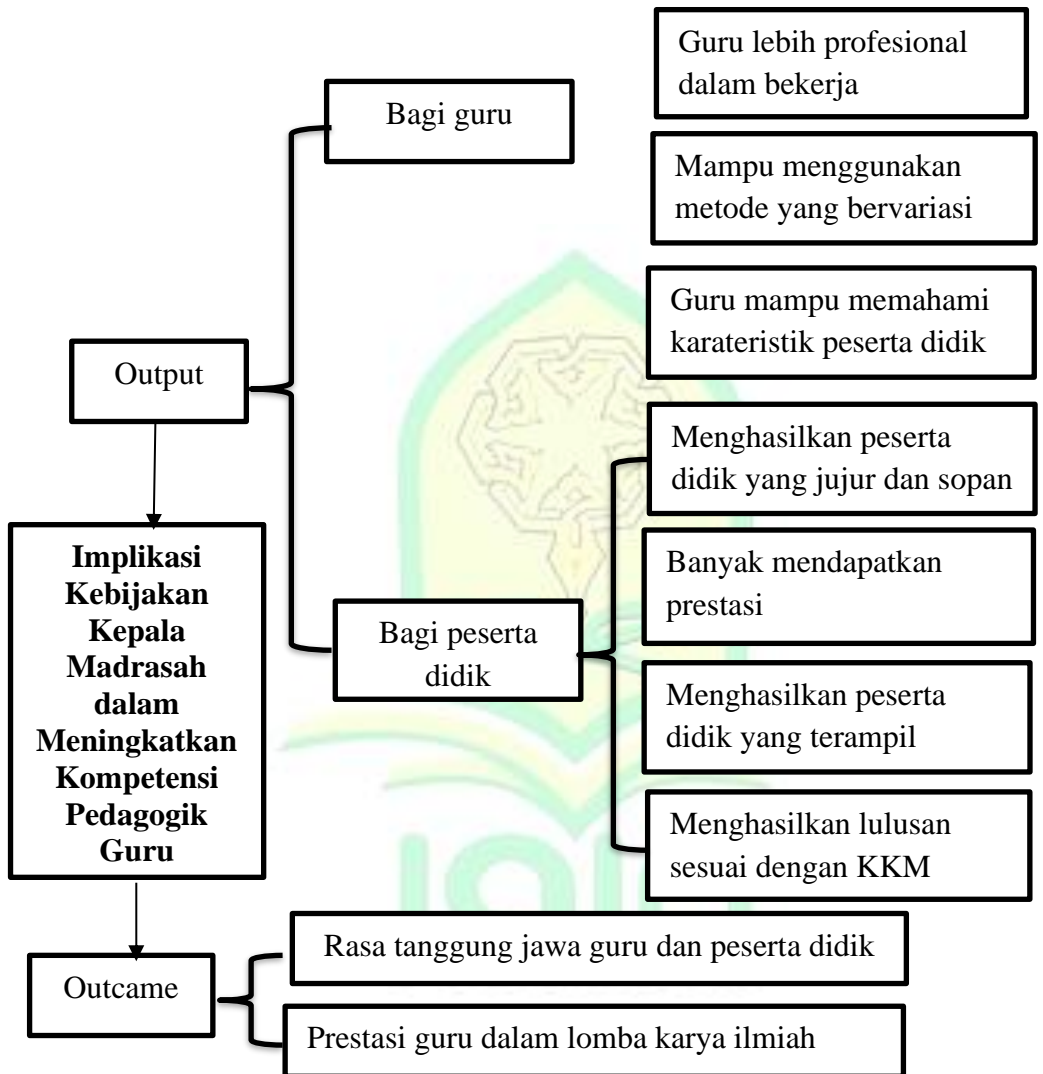 Guru lebih profesional
dalam bekerja
Bagi guru
Mampu menggunakan
metode yang bervariasi
Guru mampu memahami
karateristik peserta didik
Output
Menghasilkan peserta
didik yang jujur dan sopan
Implikasi
Kebijakan
Kepala
Madrasah
dalam
Meningkatkan
Kompetensi
Pedagogik
Guru
Banyak mendapatkan
prestasi
Bagi peserta
didik
Menghasilkan peserta
didik yang terampil
Menghasilkan lulusan
sesuai dengan KKM
Rasa tanggung jawa guru dan peserta didik
Outcame
Prestasi guru dalam lomba karya ilmiah